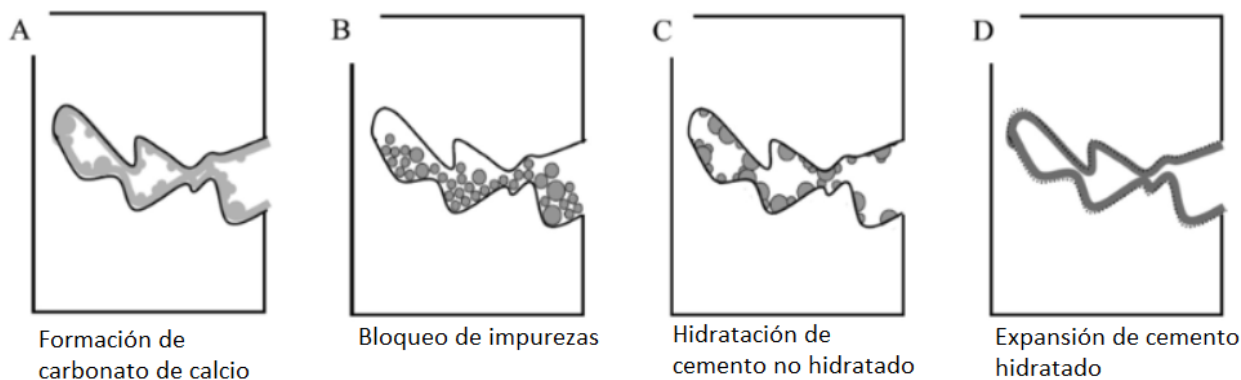 A
B
C
D
Formación de
carbonato de calcio
Bloqueo de impurezas
Hidratación de
cemento no hidratado
Expansión de cemento
hidratado